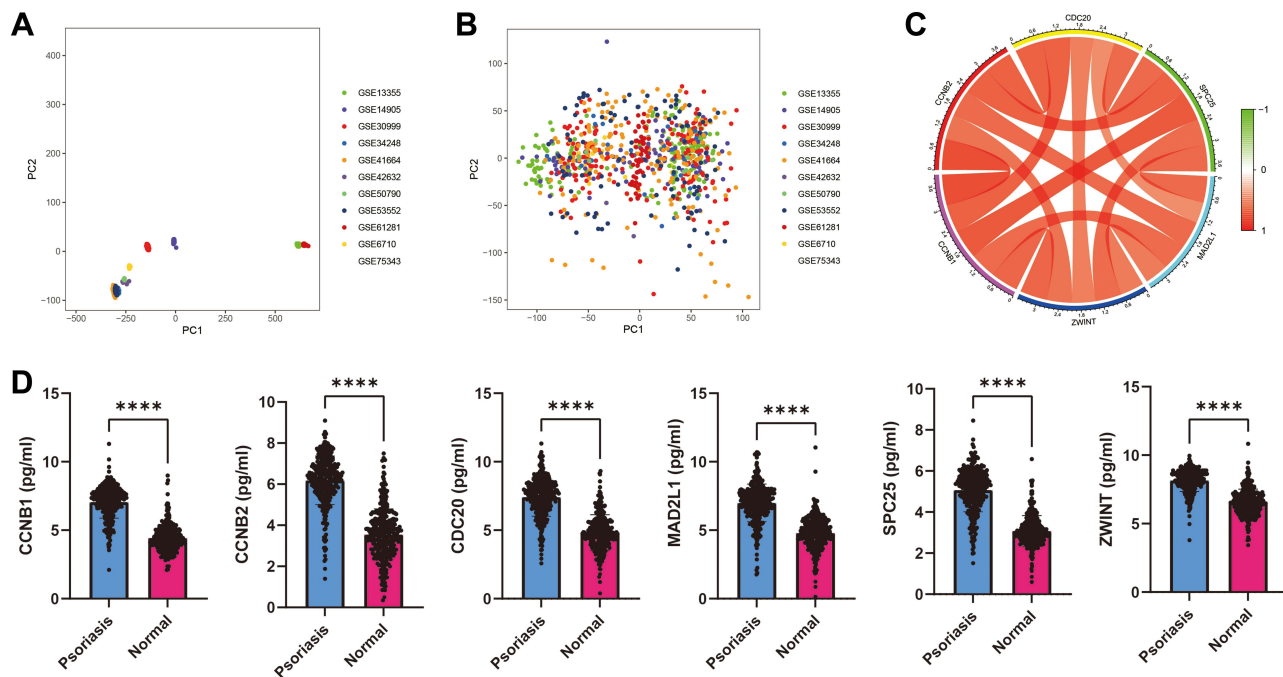 A
B
C
D
PC2
400
300
200
100
0
−100
−500
−250
0
250
500
PC1
GSE13355
GSE14905
GSE30999
GSE34248
GSE41664
GSE42632
GSE50790
GSE53552
GSE61281
GSE6710
GSE75343
PC2
100
50
0
−50
−100
−150
−100
−50
0
50
100
PC1
GSE13355
GSE14905
GSE30999
GSE34248
GSE41664
GSE42632
GSE50790
GSE53552
GSE61281
GSE6710
GSE75343
CDC20
SPC25
MAD2L1
ZWINT
CCNB1
CCNB2
−1
0
1
CCNB1 (pg/ml)
15
10
5
0
****
Psoriasis
Normal
CCNB2 (pg/ml)
10
8
6
4
2
0
****
Psoriasis
Normal
CDC20 (pg/ml)
15
10
5
0
****
Psoriasis
Normal
MAD2L1 (pg/ml)
15
10
5
0
****
Psoriasis
Normal
SPC25 (pg/ml)
10
8
6
4
2
0
****
Psoriasis
Normal
ZWINT (pg/ml)
15
10
5
0
****
Psoriasis
Normal